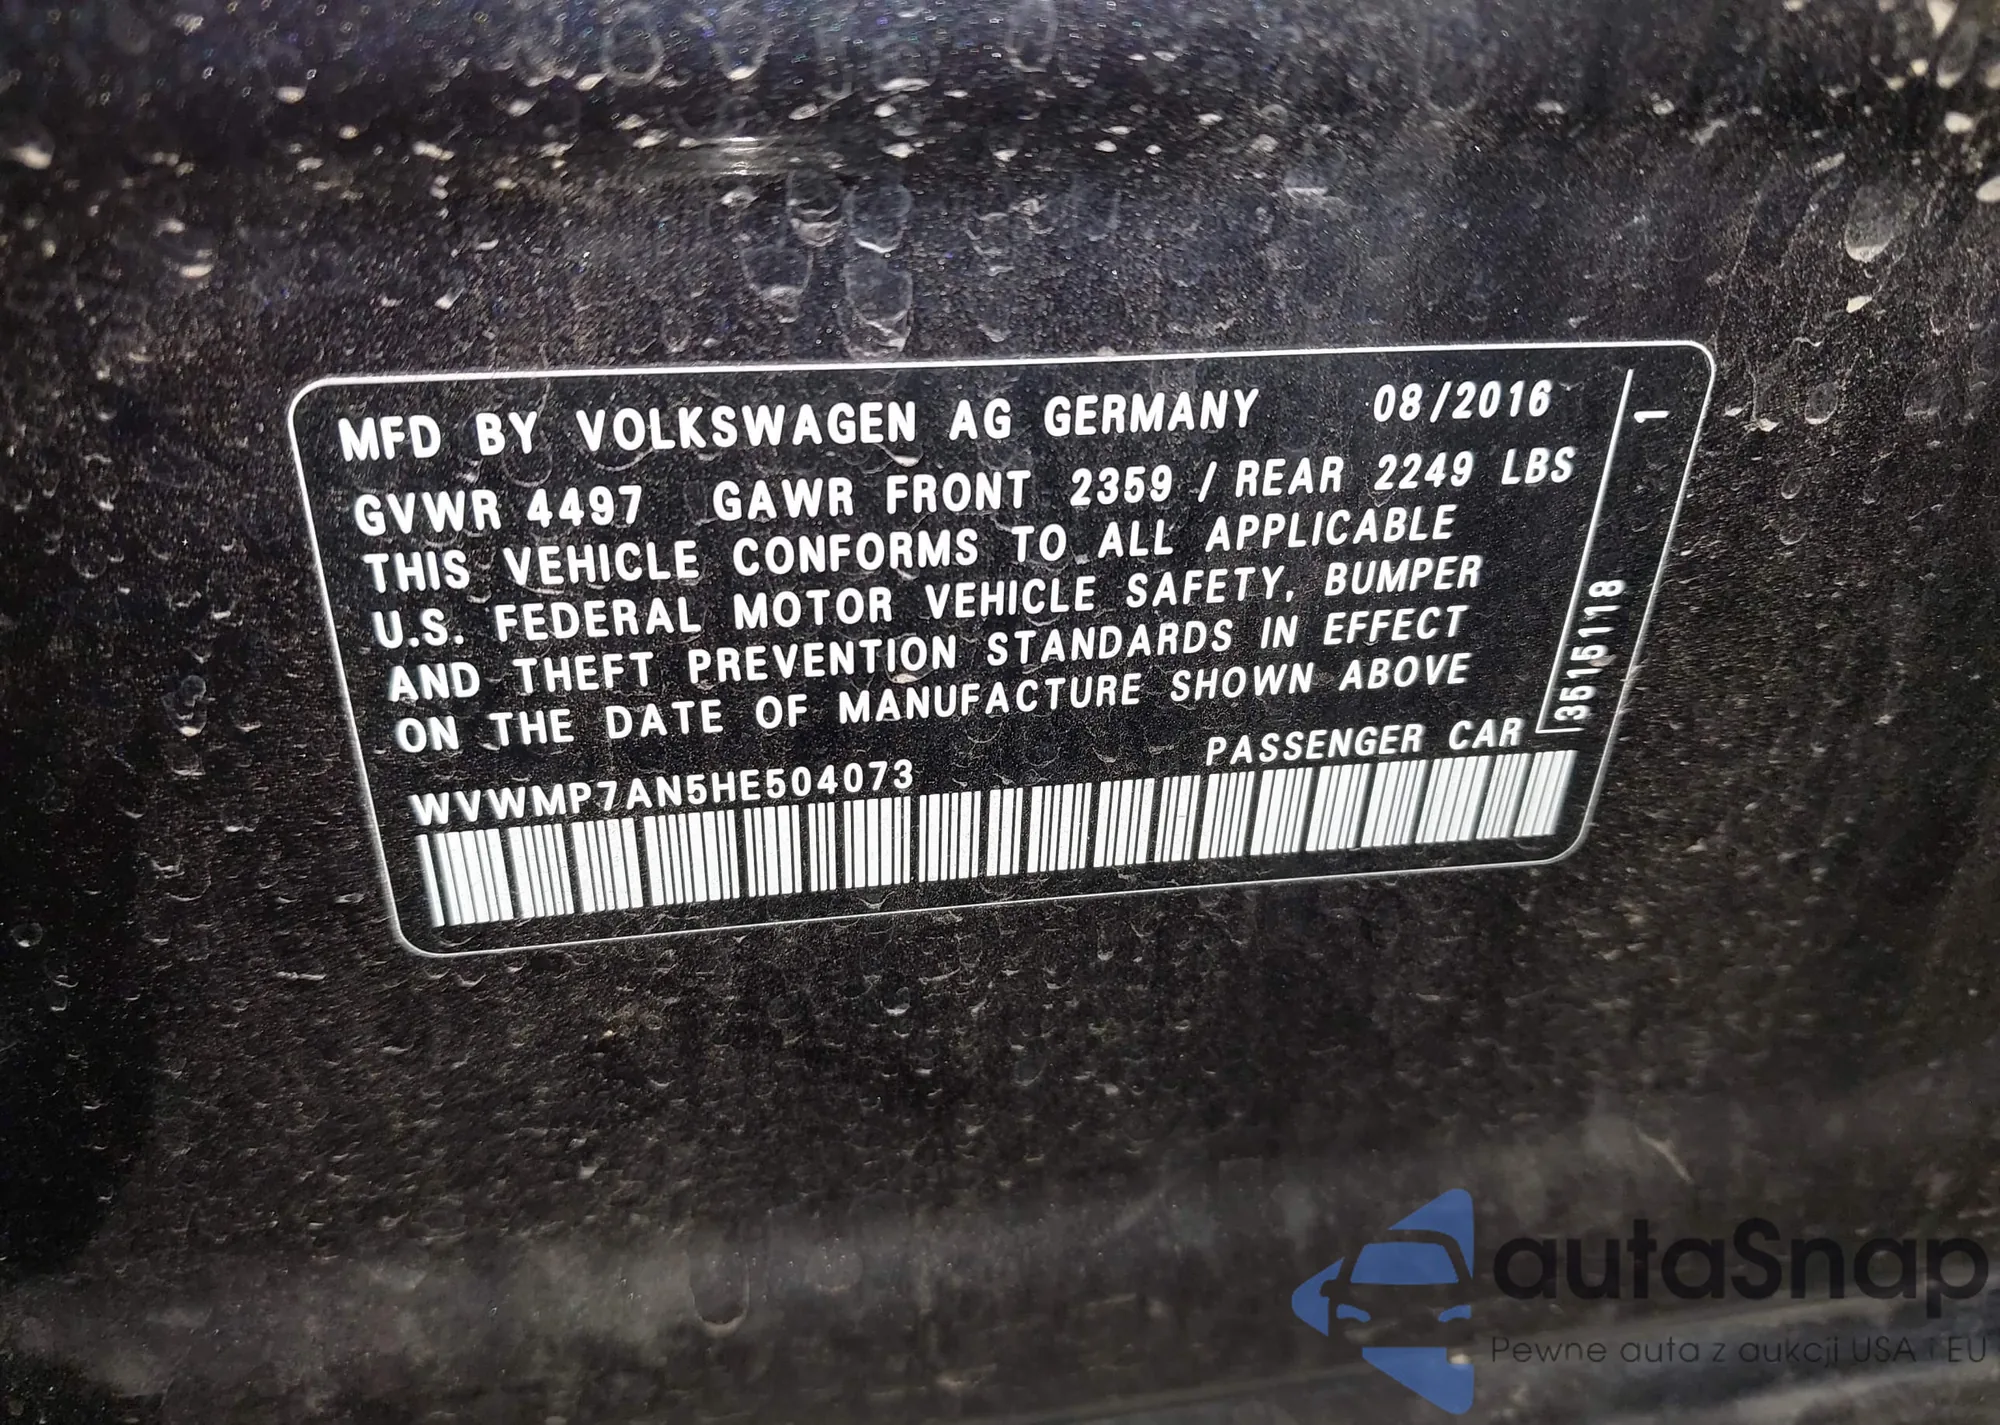 MFD BY VOLKSWAGEN AG GERMANY 08/2016
GVWR 4497 GAWR FRONT 2359 / REAR 2249 LBS
THIS VEHICLE CONFORMS TO ALL APPLICABLE
U.S. FEDERAL MOTOR VEHICLE SAFETY, BUMPER
AND THEFT PREVENTION STANDARDS IN EFFECT
ON THE DATE OF MANUFACTURE SHOWN ABOVE
WVWMP7AN5HE504073 PASSENGER CAR
3515118 1
autaSnap
Pewne auta z aukcji USA i EU